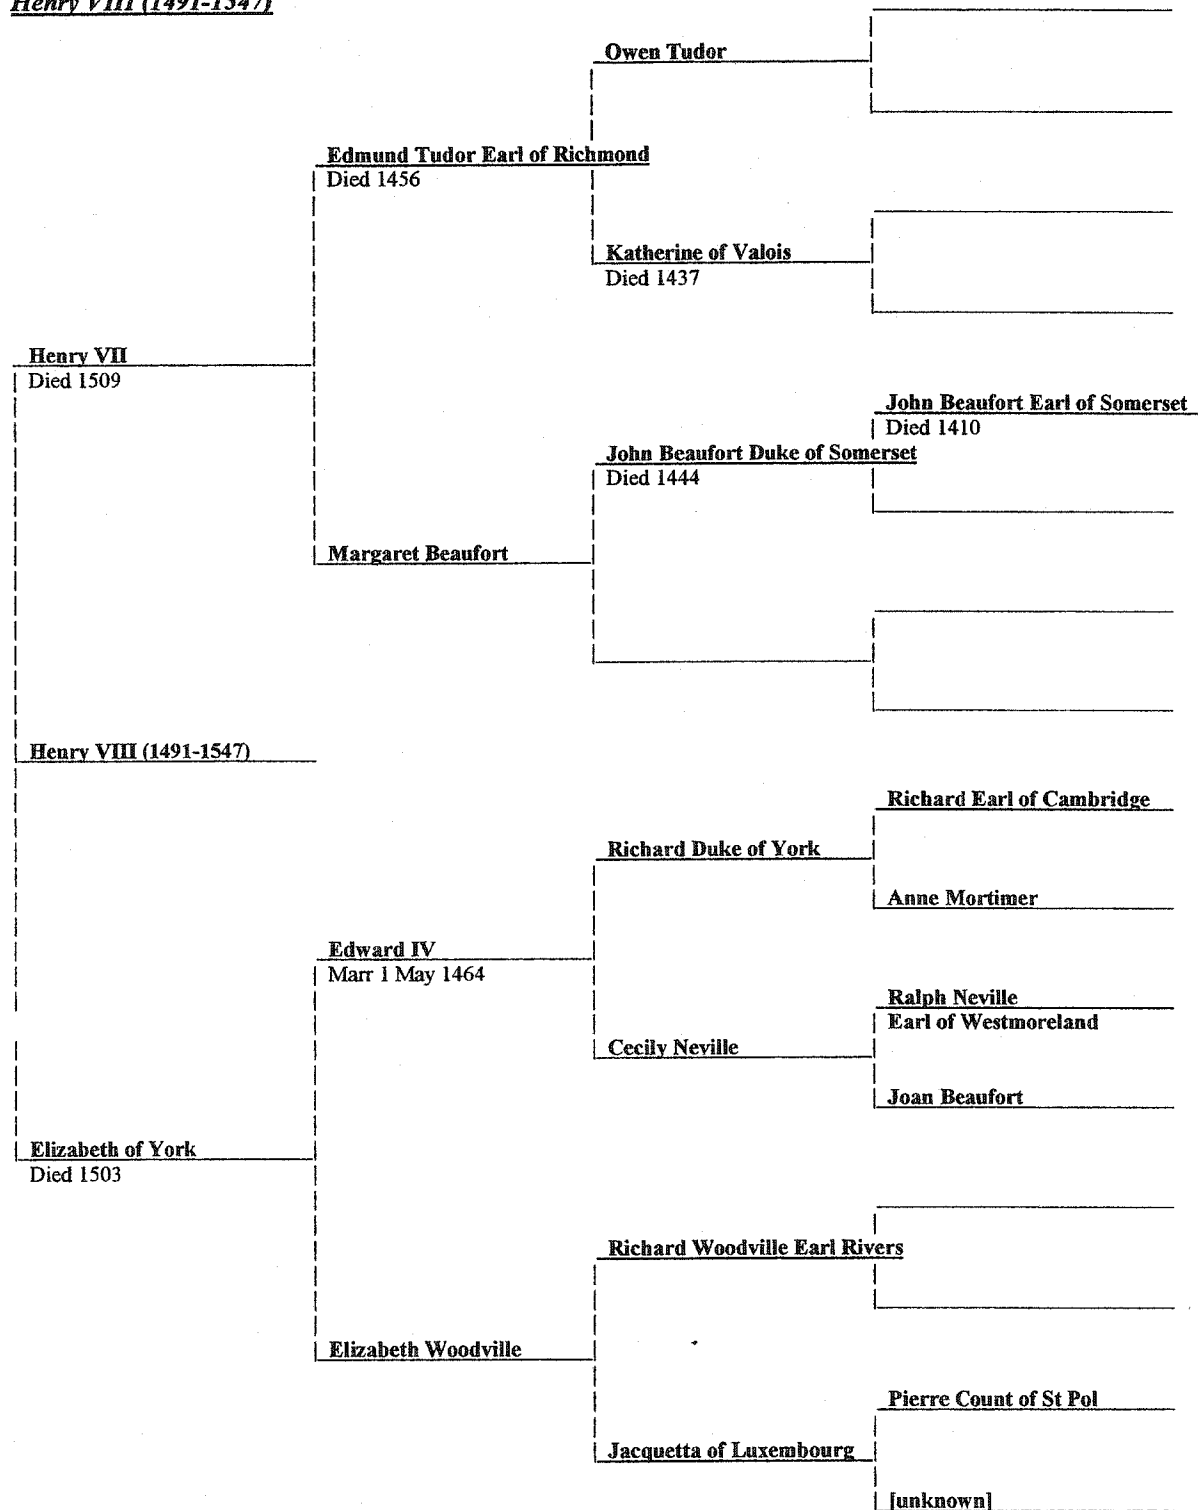 Henry VIII (1491-1547)
Owen Tudor
Edmund Tudor Earl of Richmond
Died 1456
Katherine of Valois
Died 1437
Henry VII
Died 1509
John Beaufort Earl of Somerset
Died 1410
John Beaufort Duke of Somerset
Died 1444
Margaret Beaufort
Henry VIII (1491-1547)
Richard Earl of Cambridge
Richard Duke of York
Anne Mortimer
Edward IV
Marr 1 May 1464
Ralph Neville
Earl of Westmoreland
Cecily Neville
Joan Beaufort
Elizabeth of York
Died 1503
Richard Woodville Earl Rivers
Elizabeth Woodville
Pierre Count of St Pol
Jacquetta of Luxembourg
[unknown]